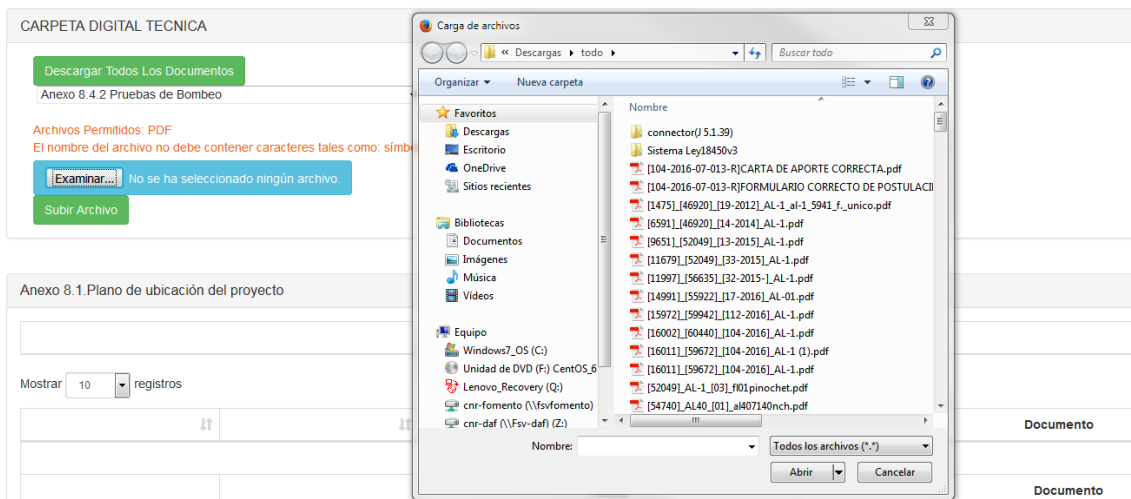 CARPETA DIGITAL TECNICA
Descargar Todos Los Documentos
Anexo 8.4.2 Pruebas de Bombeo
Archivos Permitidos: PDF
El nombre del archivo no debe contener caracteres tales como: símbo
Examinar... No se ha seleccionado ningún archivo.
Subir Archivo
Anexo 8.1.Plano de ubicación del proyecto
Mostrar 10 registros
Documento
Documento
Carga de archivos
« Descargas ▸ todo ▸
Buscar todo
Organizar
Nueva carpeta
Favoritos
Descargas
Escritorio
OneDrive
Sitios recientes
Bibliotecas
Documentos
Imágenes
Música
Vídeos
Equipo
Windows7_OS (C:)
Unidad de DVD (F:) CentOS_6
Lenovo_Recovery (Q:)
cnr-fomento (\\fsvfomento)
cnr-daf (\\Fsv-daf) (Z:)
Nombre
connector(J 5.1.39)
Sistema Ley18450v3
[104-2016-07-013-R]CARTA DE APORTE CORRECTA.pdf
[104-2016-07-013-R]FORMULARIO CORRECTO DE POSTULACI
[1475]_[46920]_[19-2012]_AL-1_al-1_5941_f._unico.pdf
[6591]_[46920]_[14-2014]_AL-1.pdf
[9651]_[52049]_[13-2015]_AL-1.pdf
[11679]_[52049]_[33-2015]_AL-1.pdf
[11997]_[56635]_[32-2015-]_AL-1.pdf
[14991]_[55922]_[17-2016]_AL-01.pdf
[15972]_[59942]_[112-2016]_AL-1.pdf
[16002]_[60440]_[104-2016]_AL-1.pdf
[16011]_[59672]_[104-2016]_AL-1 (1).pdf
[16011]_[59672]_[104-2016]_AL-1.pdf
[52049]_AL-1_[03]_fl01pinochet.pdf
[54740]_AL40_[01]_al407140nch.pdf
Nombre:
Todos los archivos (*.*)
Abrir
Cancelar